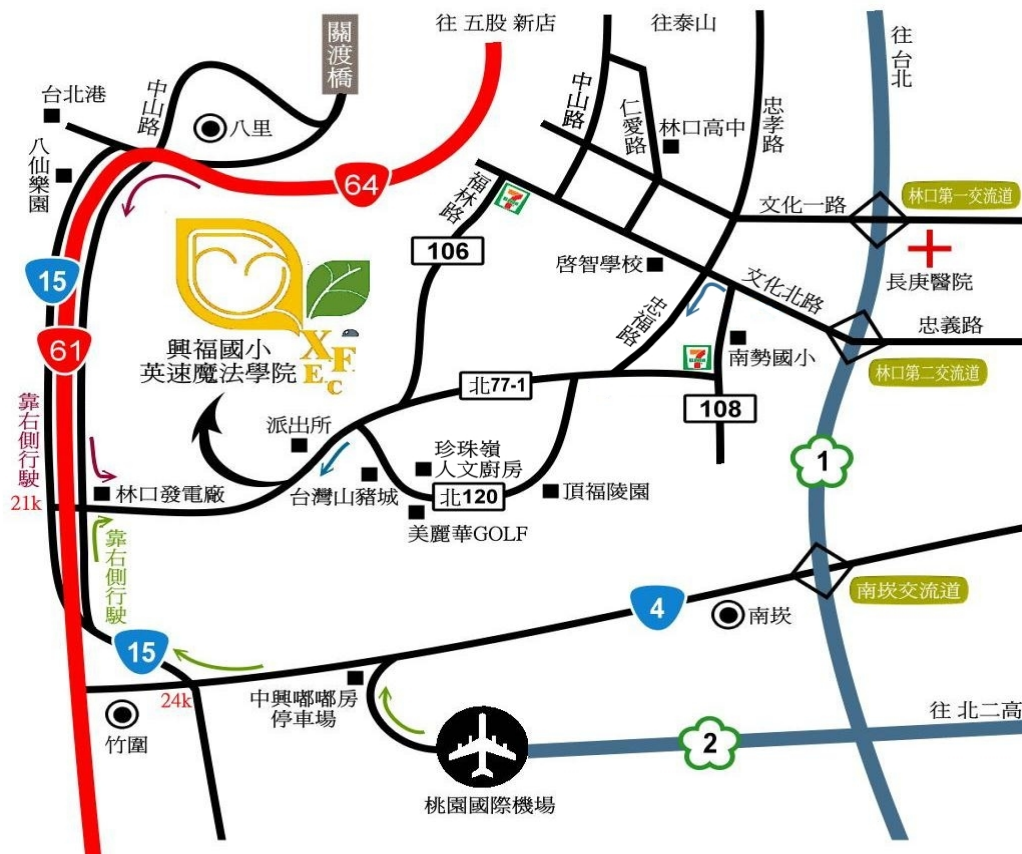 往 五股 新店
往泰山
往 台北
關渡橋
台北港
中山路
八里
八仙樂園
64
中山路
仁愛路
林口高中
忠孝路
福林路
7
106
文化一路
林口第一交流道
長庚醫院
啓智學校
文化北路
忠福路
忠義路
林口第二交流道
南勢國小
7
15
61
興福國小
英速魔法學院
XF
Ec
北77-1
108
靠右側行駛
21k
派出所
珍珠嶺
人文廚房
林口發電廠
台灣山豬城
北120
頂福陵園
美麗華GOLF
1
靠右側行駛
4
南崁
南崁交流道
15
24k
竹圍
中興嘟嘟房
停車場
2
往 北二高
桃園國際機場